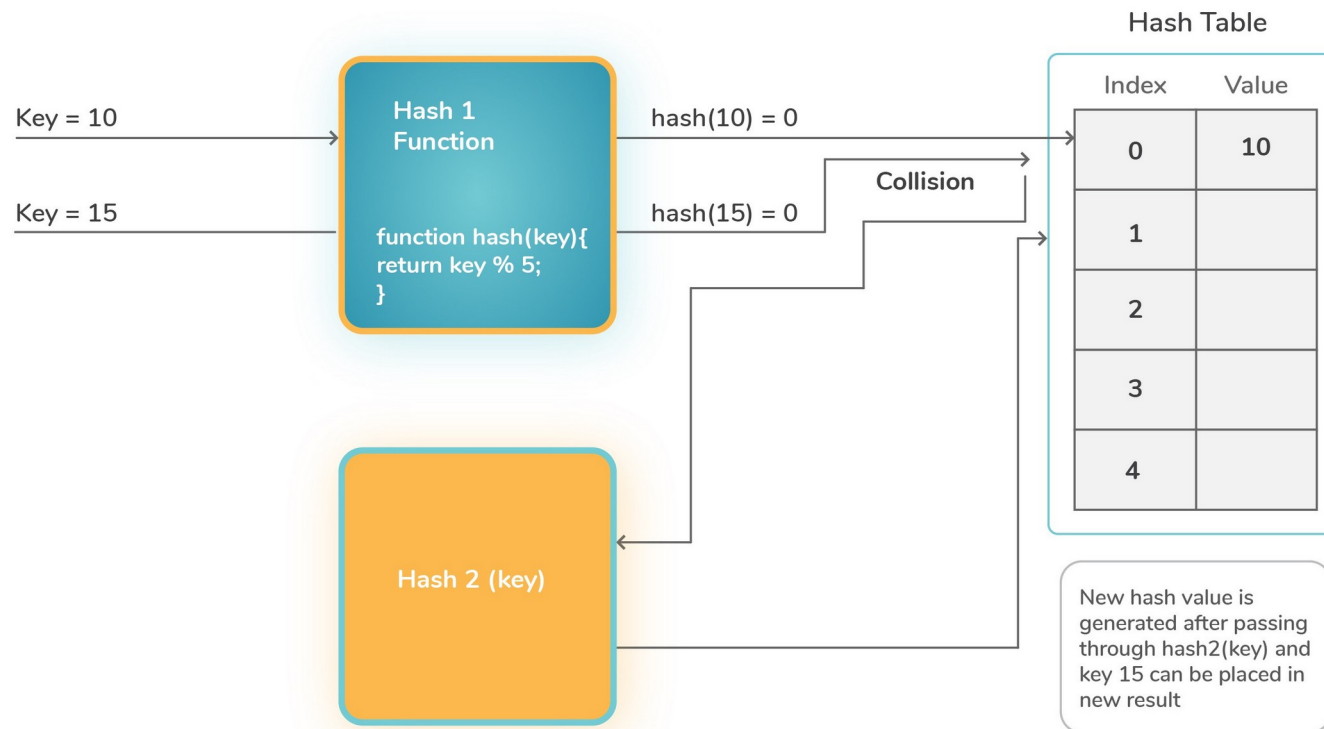 Hash Table
Index Value
Key = 10
Hash 1
Function
hash(10) = 0
0 10
Collision
Key = 15
hash(15) = 0
function hash(key){
return key % 5;
}
1
2
3
4
Hash 2 (key)
New hash value is
generated after passing
through hash2(key) and
key 15 can be placed in
new result